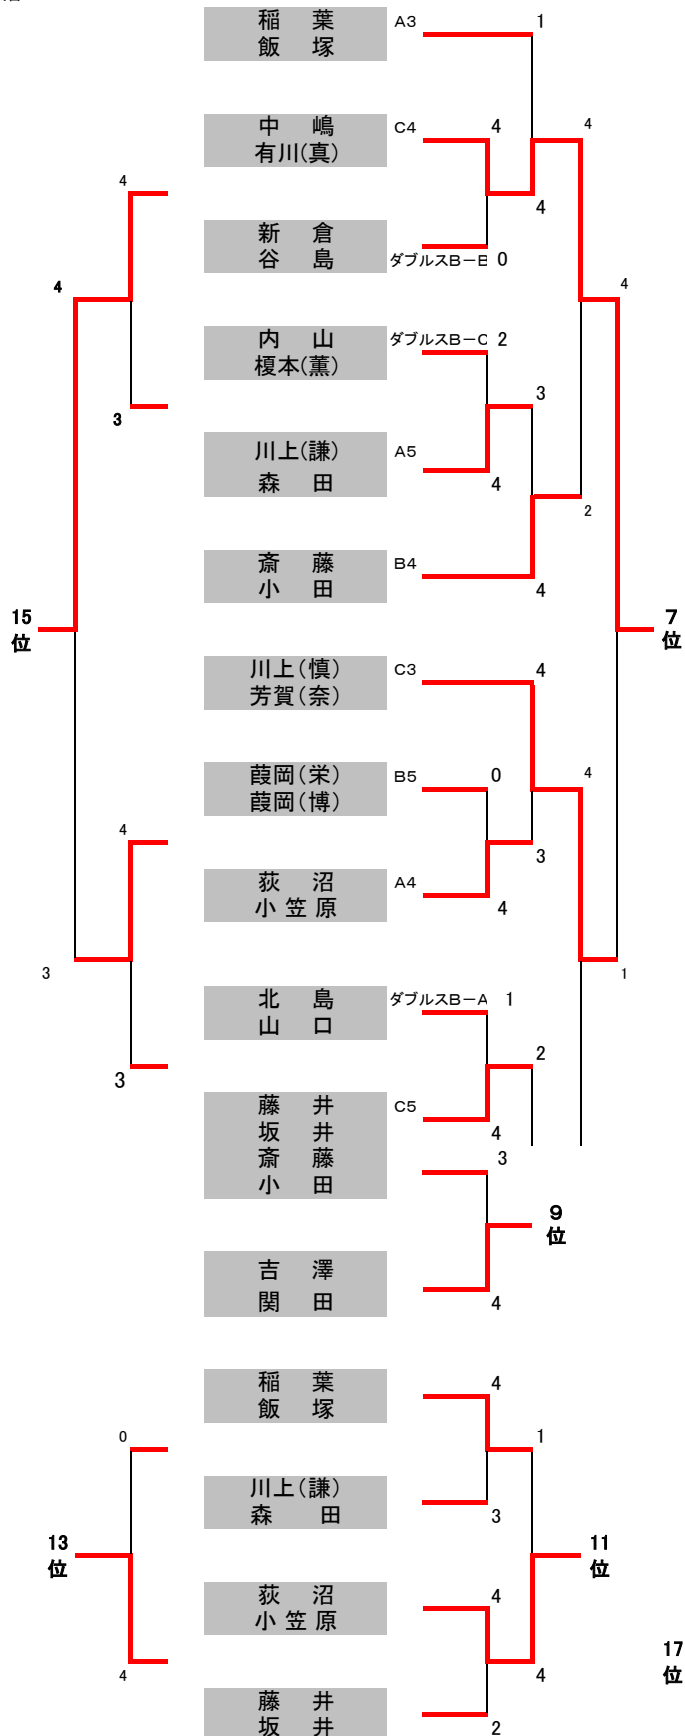 稲　葉 A3 1
飯　塚
中　嶋 C4 4 4
有川(真)
4
4
新　倉
谷　島 ダブルスB－B 0
4 4
内　山 ダブルスB－C 2
榎本(薫)
3
3
川上(謙) A5
森　田 4
2
斎　藤 B4
小　田 4
15
位
7
位
川上(慎) C3 4
芳賀(奈)
葭岡(栄) B5 0 4
葭岡(博)
4
3
荻　沼 A4
小 笠 原 4
3 1
北　島 ダブルスB－A 1
山　口
2
3
藤　井 C5
坂　井 4
斎　藤 3
小　田
9
位
吉　澤
関　田 4
稲　葉 4
飯　塚
0 1
川上(謙)
森　田 3
13
位
11
位
荻　沼 4
小 笠 原
17
位
4 4
藤　井
坂　井 2